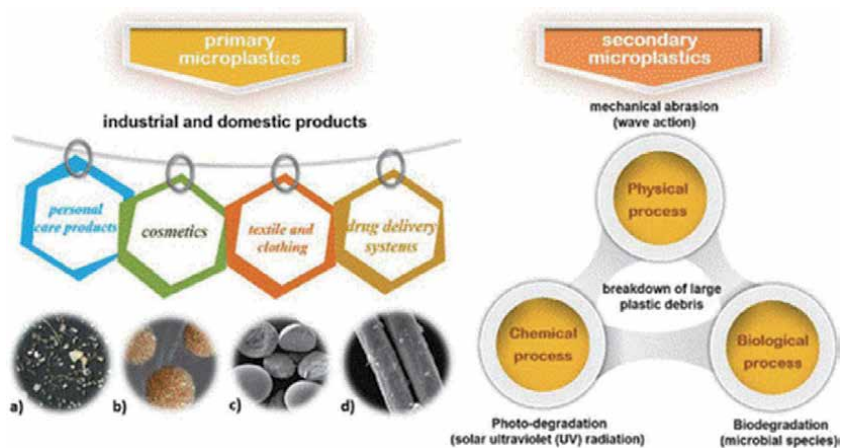 primary
microplastics
industrial and domestic products
personal
care products
cosmetics
textile and
clothing
drug delivery
systems
a)
b)
c)
d)
secondary
microplastics
mechanical abrasion
(wave action)
Physical
process
breakdown of large
plastic debris
Chemical
process
Biological
process
Photo-degradation
(solar ultraviolet (UV) radiation)
Biodegradation
(microbial species)